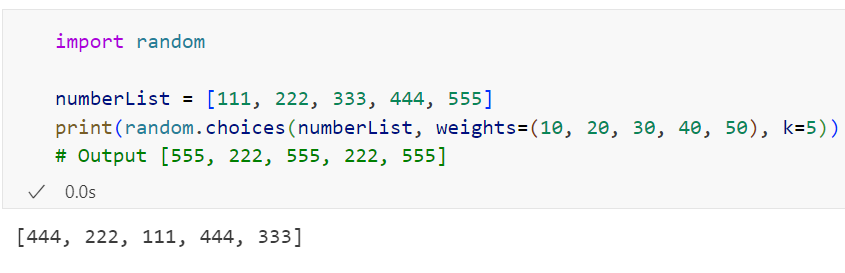 import random
numberList = [111, 222, 333, 444, 555]
print(random.choices(numberList, weights=(10, 20, 30, 40, 50), k=5))
# Output [555, 222, 555, 222, 555]
✓ 0.0s
[444, 222, 111, 444, 333]